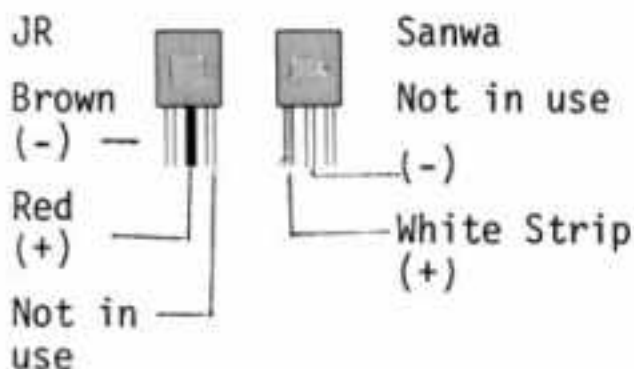 JR
Brown
(-)
Red
(+)
Not in
use
Sanwa
Not in use
(-)
White Strip
(+)